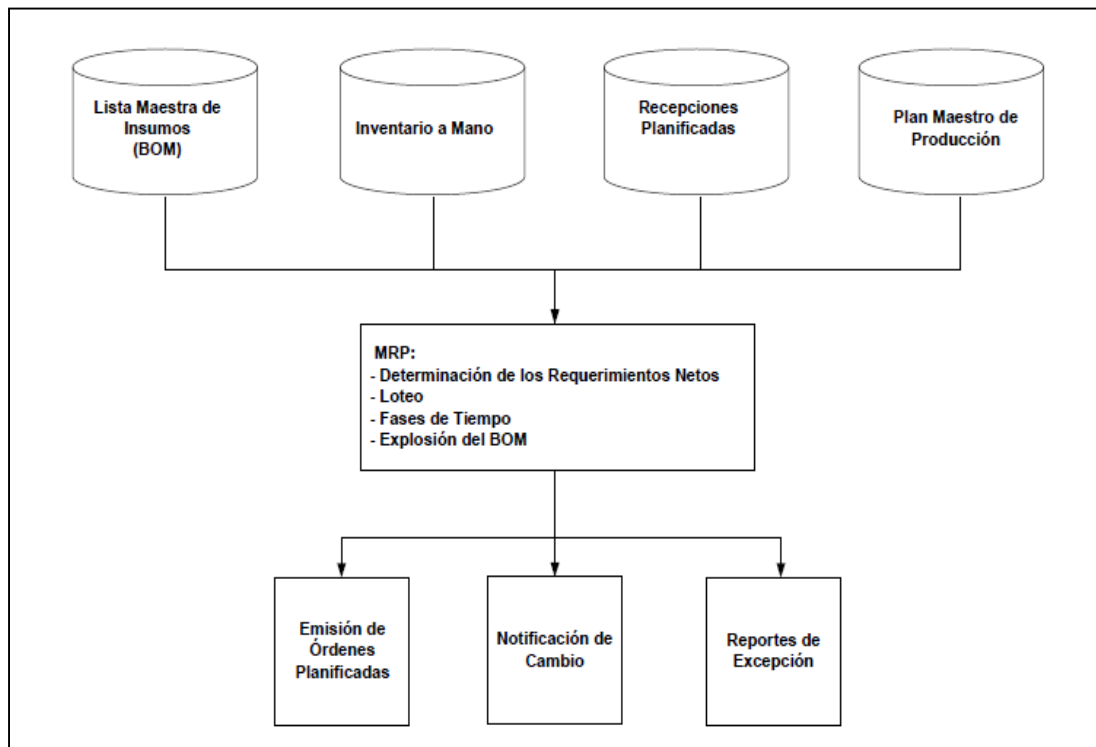 Lista Maestra de
Insumos
(BOM)
Inventario a Mano
Recepciones
Planificadas
Plan Maestro de
Producción
MRP:
- Determinación de los Requerimientos Netos
- Loteo
- Fases de Tiempo
- Explosión del BOM
Emisión de
Órdenes
Planificadas
Notificación de
Cambio
Reportes de
Excepción